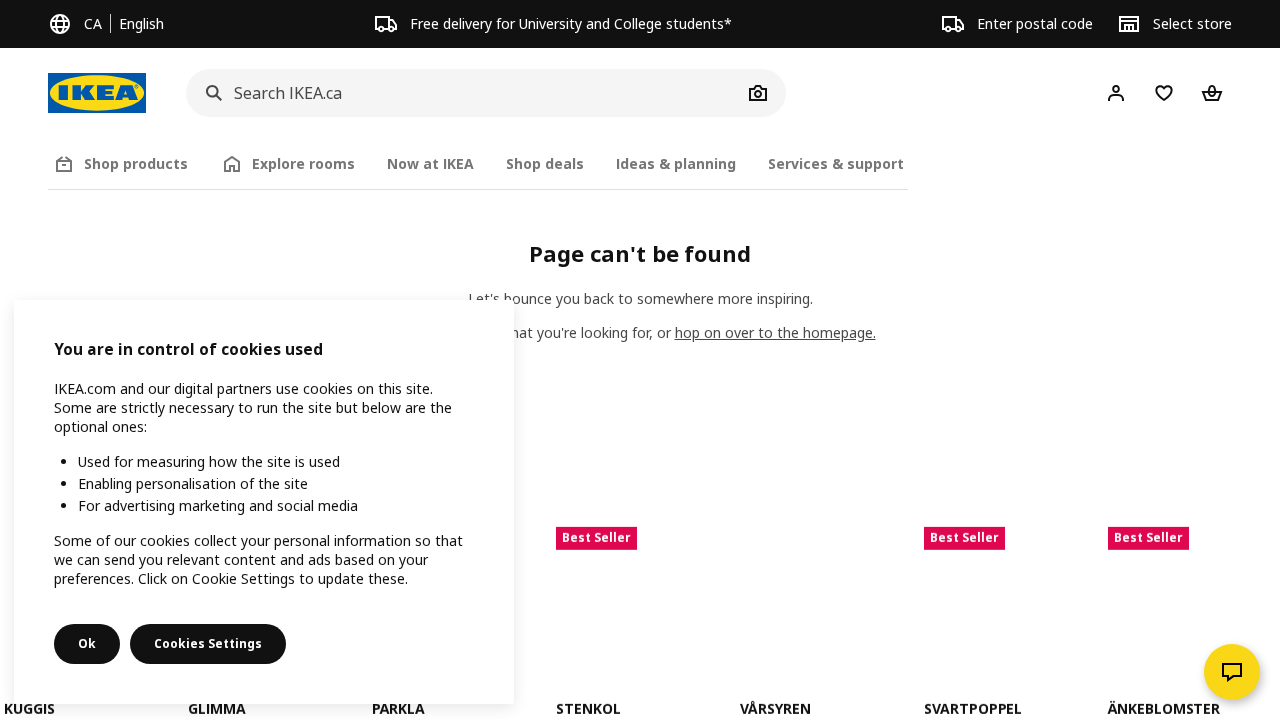 CA English
Free delivery for University and College students*
Enter postal code
Select store
IKEA
Search IKEA.ca
Shop products
Explore rooms
Now at IKEA
Shop deals
Ideas & planning
Services & support
Page can't be found
Let's bounce you back to somewhere more inspiring.
what you're looking for, or hop on over to the homepage.
You are in control of cookies used
IKEA.com and our digital partners use cookies on this site.
Some are strictly necessary to run the site but below are the
optional ones:
Used for measuring how the site is used
Enabling personalisation of the site
For advertising marketing and social media
Some of our cookies collect your personal information so that
we can send you relevant content and ads based on your
preferences. Click on Cookie Settings to update these.
Ok
Cookies Settings
Best Seller
Best Seller
Best Seller
KUGGIS
GLIMMA
PÄRKLA
STENKOL
VÅRSYREN
SVARTPOPPEL
ÄNKEBLOMSTER